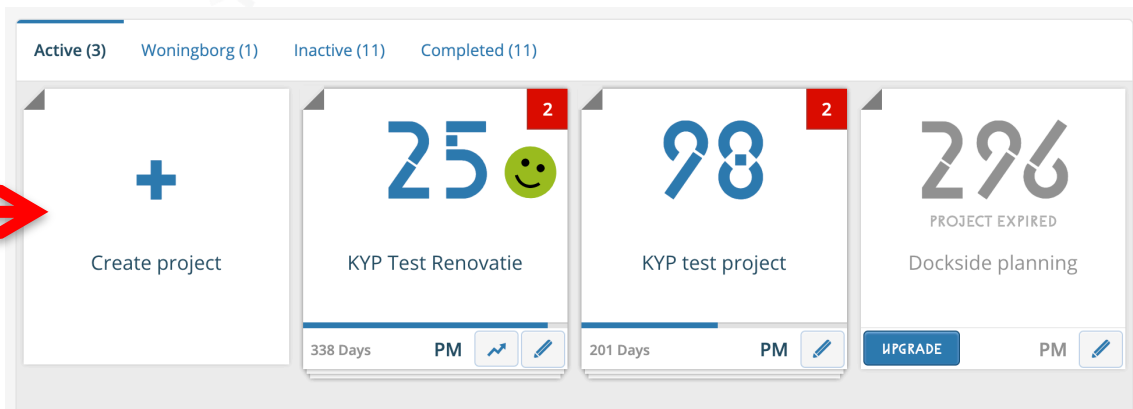 Active (3) Woningborg (1) Inactive (11) Completed (11)
Create project
2
25
KYP Test Renovatie
338 Days PM
2
98
KYP test project
201 Days PM
296
PROJECT EXPIRED
Dockside planning
UPGRADE PM